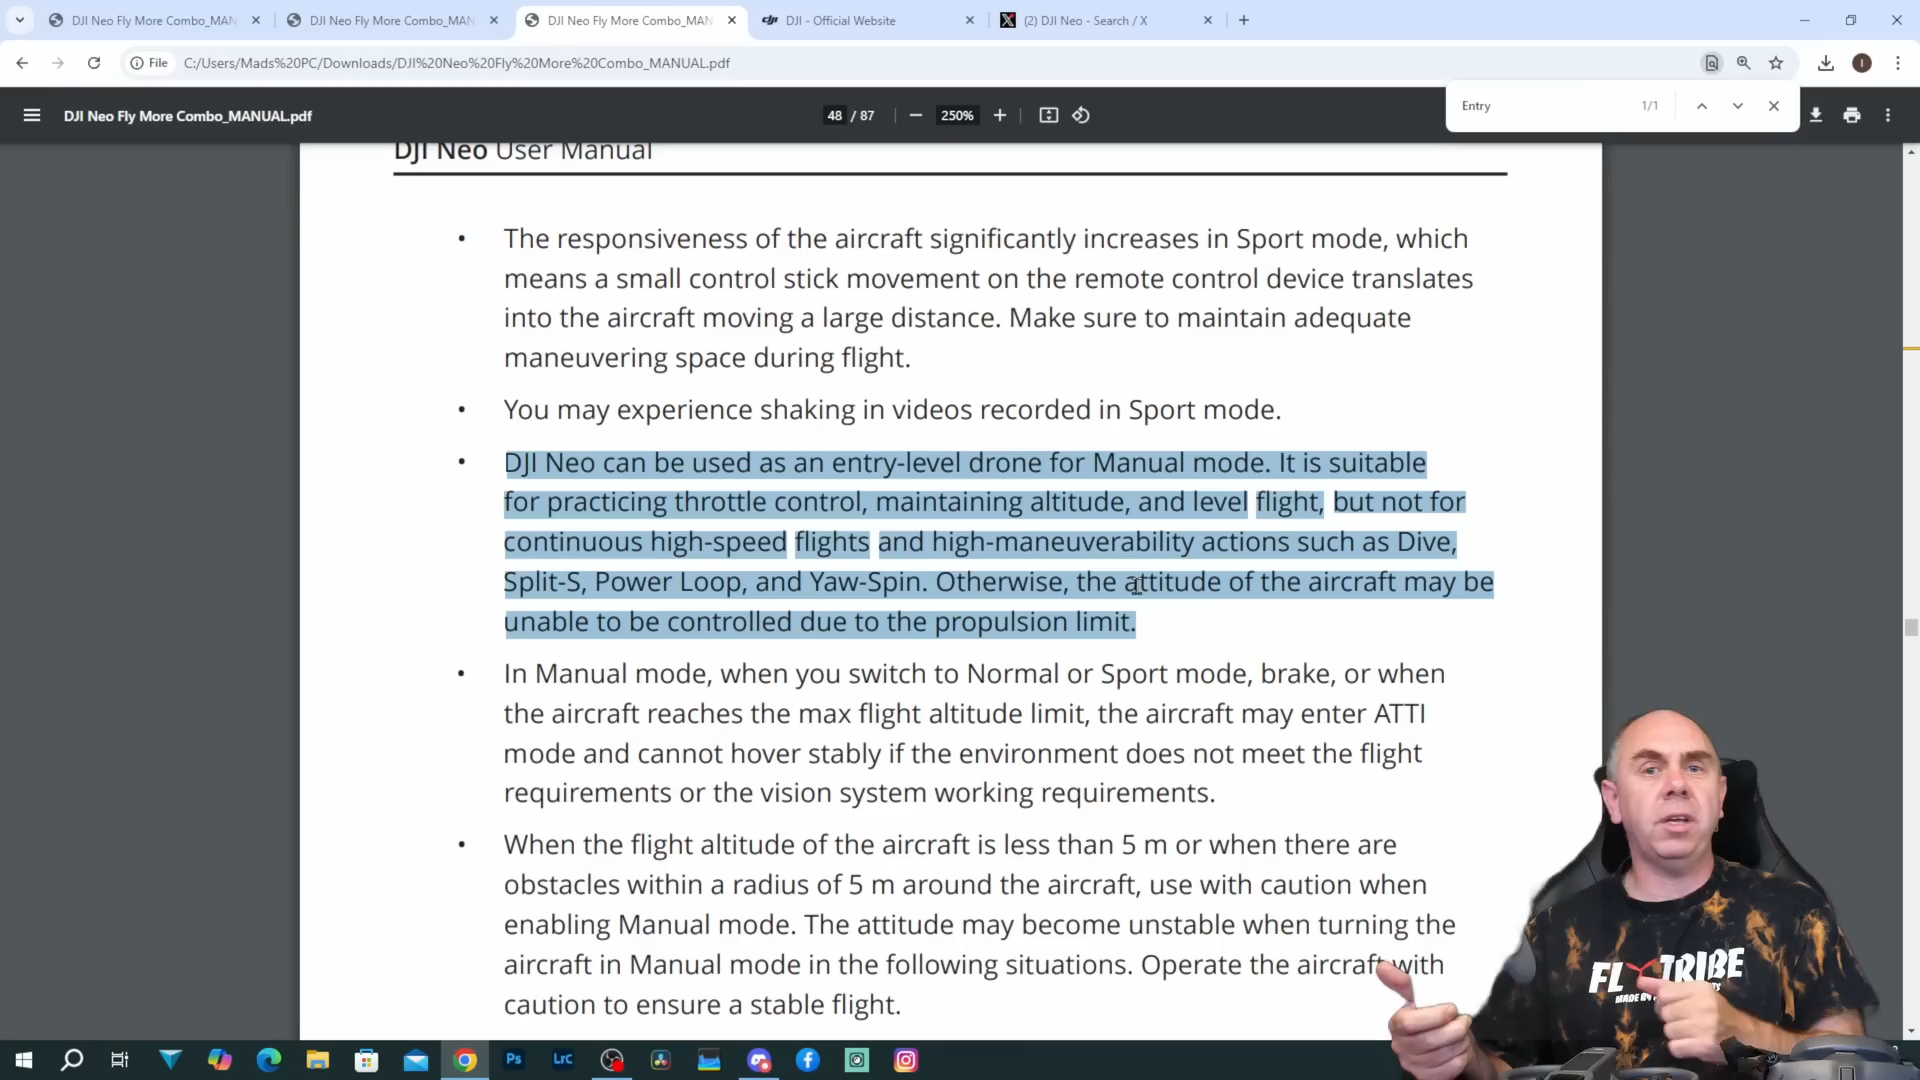 DJI Neo Fly More Combo_MAN
DJI Neo Fly More Combo_MAN
DJI Neo Fly More Combo_MAN
DJI - Official Website
(2) DJI Neo - Search / X
File
C:/Users/Mads%20PC/Downloads/DJI%20Neo%20Fly%20More%20Combo_MANUAL.pdf
Entry
1/1
DJI Neo Fly More Combo_MANUAL.pdf
48 / 87
250%
DJI Neo User Manual
• The responsiveness of the aircraft significantly increases in Sport mode, which
means a small control stick movement on the remote control device translates
into the aircraft moving a large distance. Make sure to maintain adequate
maneuvering space during flight.
• You may experience shaking in videos recorded in Sport mode.
• DJI Neo can be used as an entry-level drone for Manual mode. It is suitable
for practicing throttle control, maintaining altitude, and level flight, but not for
continuous high-speed flights and high-maneuverability actions such as Dive,
Split-S, Power Loop, and Yaw-Spin. Otherwise, the attitude of the aircraft may be
unable to be controlled due to the propulsion limit.
• In Manual mode, when you switch to Normal or Sport mode, brake, or when
the aircraft reaches the max flight altitude limit, the aircraft may enter ATTI
mode and cannot hover stably if the environment does not meet the flight
requirements or the vision system working requirements.
• When the flight altitude of the aircraft is less than 5 m or when there are
obstacles within a radius of 5 m around the aircraft, use with caution when
enabling Manual mode. The attitude may become unstable when turning the
aircraft in Manual mode in the following situations. Operate the aircraft with
caution to ensure a stable flight.
FLYTRIBE
MADE BY
Ps
LrC